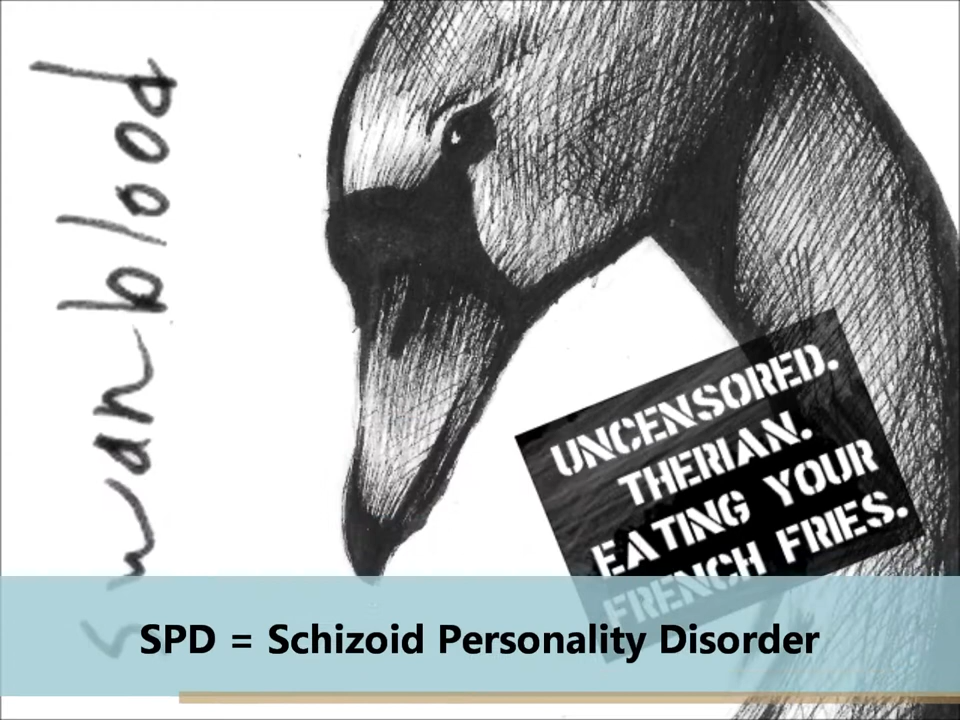 swanblood
UNCENSORED.
THERIAN.
EATING YOUR
FRENCH FRIES.
SPD = Schizoid Personality Disorder